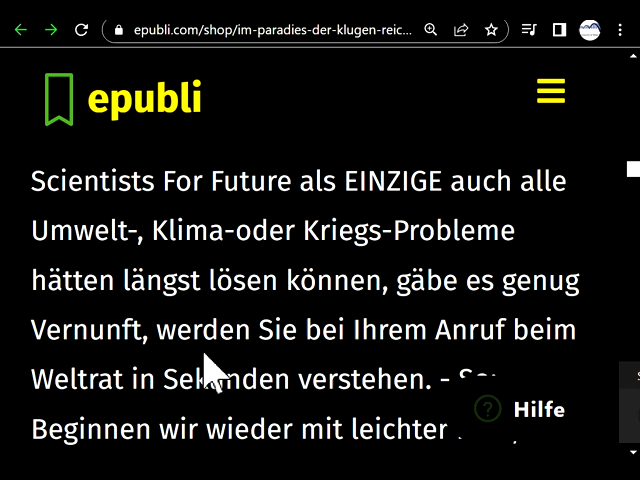 epubli.com/shop/im-paradies-der-klugen-reic...
epubli
Scientists For Future als EINZIGE auch alle
Umwelt-, Klima-oder Kriegs-Probleme
hätten längst lösen können, gäbe es genug
Vernunft, werden Sie bei Ihrem Anruf beim
Weltrat in Sekunden verstehen. -
Beginnen wir wieder mit leichter
Hilfe